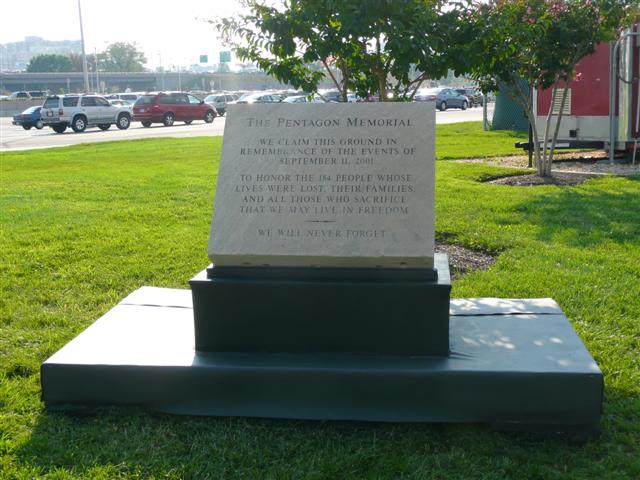 THE PENTAGON MEMORIAL
WE CLAIM THIS GROUND IN
REMEMBRANCE OF THE EVENTS OF
SEPTEMBER 11, 2001
TO HONOR THE 184 PEOPLE WHOSE
LIVES WERE LOST, THEIR FAMILIES,
AND ALL THOSE WHO SACRIFICE
THAT WE MAY LIVE IN FREEDOM
WE WILL NEVER FORGET